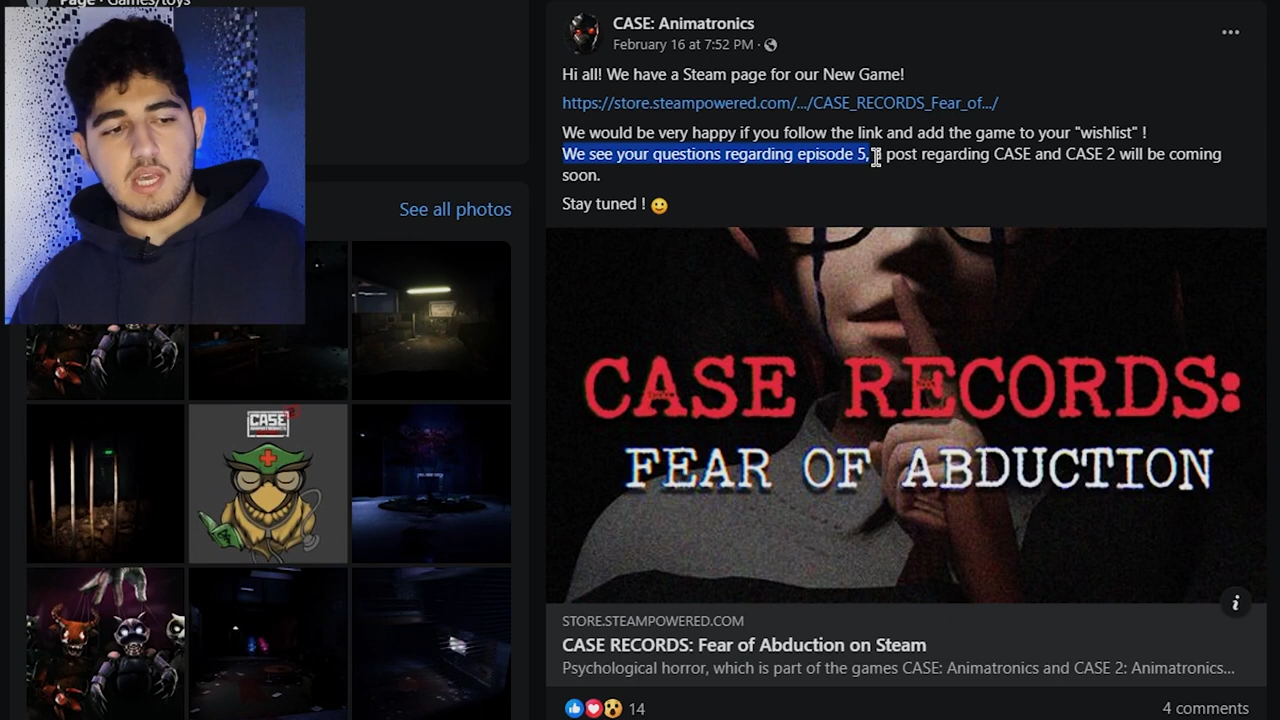 Page · Games/toys
See all photos
CASE
CASE: Animatronics
February 16 at 7:52 PM ·
Hi all! We have a Steam page for our New Game!
https://store.steampowered.com/.../CASE_RECORDS_Fear_of.../
We would be very happy if you follow the link and add the game to your "wishlist" !
We see your questions regarding episode 5, post regarding CASE and CASE 2 will be coming
soon.
Stay tuned !
CASE RECORDS:
FEAR OF ABDUCTION
STORE.STEAMPOWERED.COM
CASE RECORDS: Fear of Abduction on Steam
Psychological horror, which is part of the games CASE: Animatronics and CASE 2: Animatronics...
14
4 comments